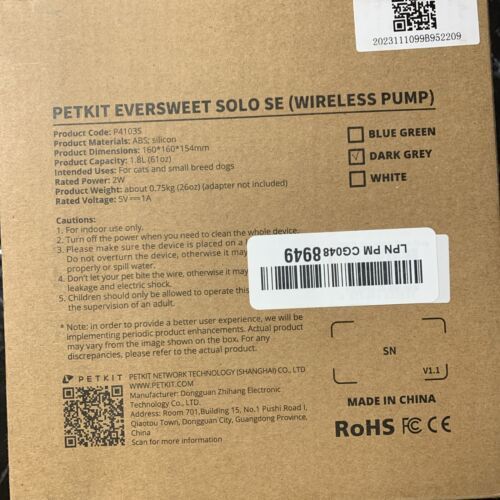 2023111099B952209
PETKIT EVERSWEET SOLO SE (WIRELESS PUMP)
Product Code: P4103S
Product Materials: ABS; silicon
Product Dimensions: 160*160*154mm
Product Capacity: 1.8L (61oz)
Intended Uses: For cats and small breed dogs
Rated Power: 2W
Product Weight: about 0.75kg (26oz) (adapter not included)
Rated Voltage: 5V⎓1A
BLUE GREEN
DARK GREY
WHITE
Cautions:
1. For indoor use only.
2. Turn off the power when you need to clean the whole device.
3. Please make sure the device is placed on a
Do not overturn the device, otherwise it may
properly or spill water.
4. Don't let your pet bite the wire, otherwise it may
leakage and electric shock.
5. Children should only be allowed to operate this
the supervision of an adult.
LPN PM CG048 8949
* Note: in order to provide a better user experience, we will be
implementing periodic product enhancements. Actual product
may vary from the image shown on the box. For any
discrepancies, please refer to the actual product.
SN
V1.1
PETKIT PETKIT NETWORK TECHNOLOGY (SHANGHAI) CO., LTD.
WWW.PETKIT.COM
Manufacturer: Dongguan Zhihang Electronic
Technology Co., LTD.
Address: Room 701,Building 15, No.1 Pushi Road I,
Qiaotou Town, Dongguan City, Guangdong Province,
China
Scan for more information
MADE IN CHINA
RoHS FC CE